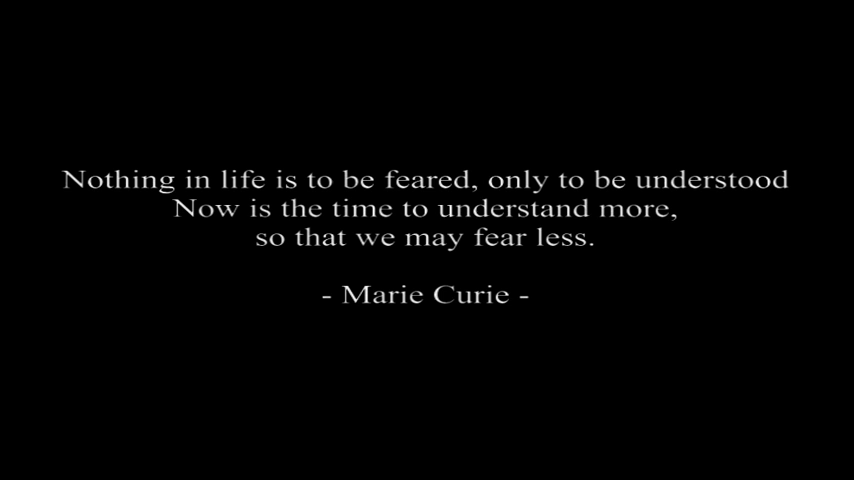 Nothing in life is to be feared, only to be understood
Now is the time to understand more,
so that we may fear less.
- Marie Curie -